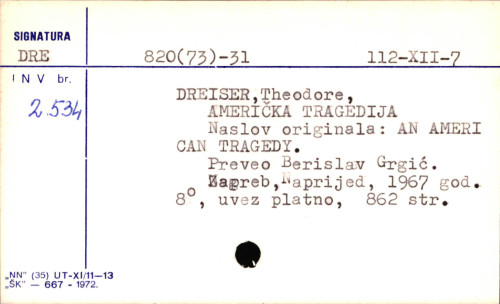 SIGNATURA
DRE 820(73)-31 112-XII-7
INV br.
2.534
DREISER,Theodore,
AMERIČKA TRAGEDIJA
Naslov originala: AN AMERI
CAN TRAGEDY.
Preveo Berislav Grgić.
Zagreb,Naprijed, 1967 god.
8°, uvez platno, 862 str.
„NN" (35) UT-XI/11-13
„ŠK" — 667 - 1972.